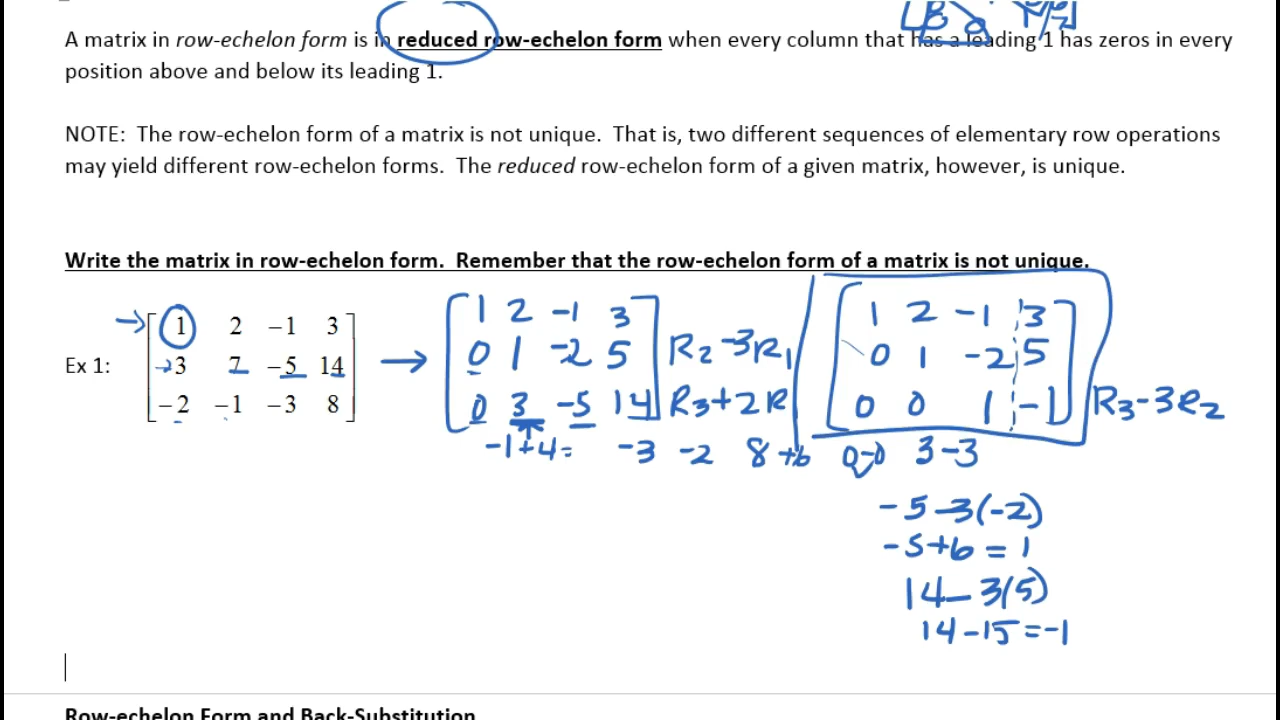 A matrix in row-echelon form is in reduced row-echelon form when every column that has a leading 1 has zeros in every
position above and below its leading 1.
NOTE: The row-echelon form of a matrix is not unique. That is, two different sequences of elementary row operations
may yield different row-echelon forms. The reduced row-echelon form of a given matrix, however, is unique.
Write the matrix in row-echelon form. Remember that the row-echelon form of a matrix is not unique.
Ex 1:
1 2 -1 3
3 7 -5 14
-2 -1 -3 8
→
1 2 -1 3
0 1 -2 5 R2-3R1
0 3 -5 14 R3+2R
-1+4= -3 -2 8+6
1 2 -1 3
0 1 -2 5
0 0 1 -1 R3-3R2
0-0 3-3
-5-3(-2)
-5+6=1
14-3(5)
14-15=-1
Row-echelon Form and Back-Substitution